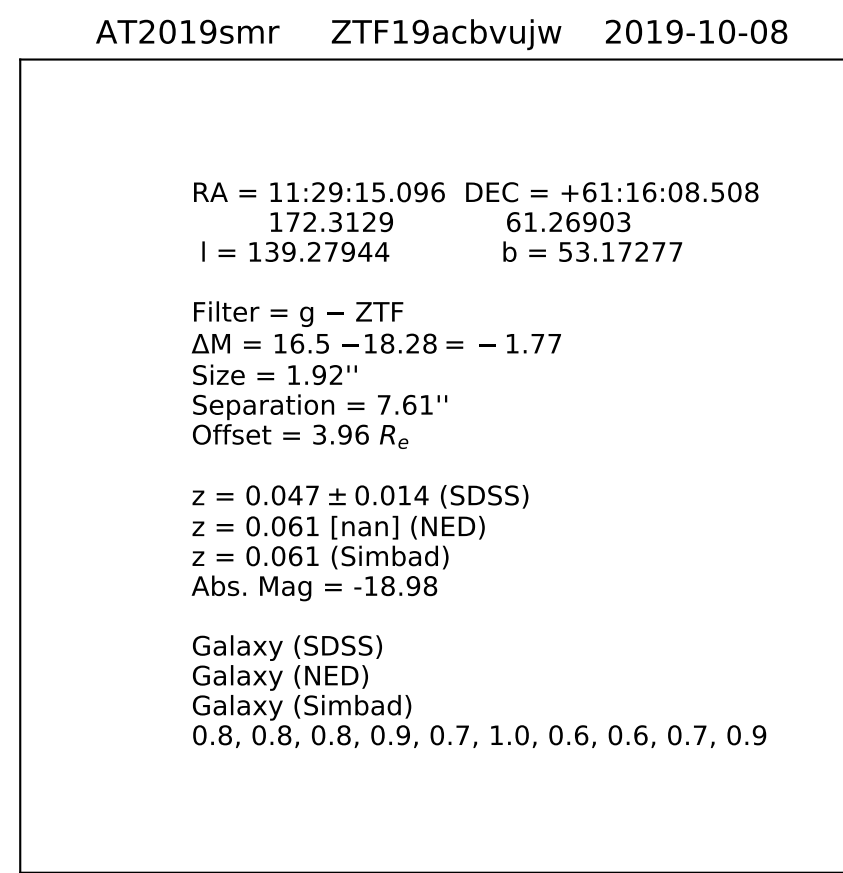 AT2019smr ZTF19acbvujw 2019-10-08
RA = 11:29:15.096 DEC = +61:16:08.508
172.3129 61.26903
l = 139.27944 b = 53.17277
Filter = g − ZTF
ΔM = 16.5 −18.28 = − 1.77
Size = 1.92''
Separation = 7.61''
Offset = 3.96 Re
z = 0.047 ± 0.014 (SDSS)
z = 0.061 [nan] (NED)
z = 0.061 (Simbad)
Abs. Mag = -18.98
Galaxy (SDSS)
Galaxy (NED)
Galaxy (Simbad)
0.8, 0.8, 0.8, 0.9, 0.7, 1.0, 0.6, 0.6, 0.7, 0.9